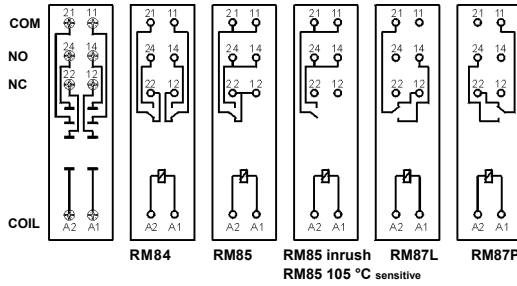 COM 21 11 21 11 21 11 21 11 21 11 21 11
NO 24 14 24 14 24 14 24 14 24 14 24 14
NC 22 12 22 12 22 12 22 12 22 12 22 12
COIL A2 A1 A2 A1 A2 A1 A2 A1 A2 A1 A2 A1
RM84 RM85 RM85 inrush RM87L RM87P
RM85 105 °C sensitive